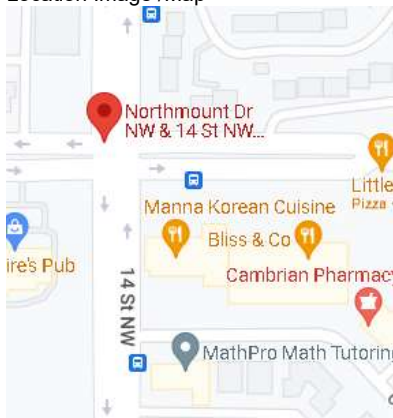 Northmount Dr
NW & 14 St NW...
Little
Pizza
Manna Korean Cuisine
Bliss & Co
ire's Pub
Cambrian Pharmacy
14 St NW
MathPro Math Tutoring